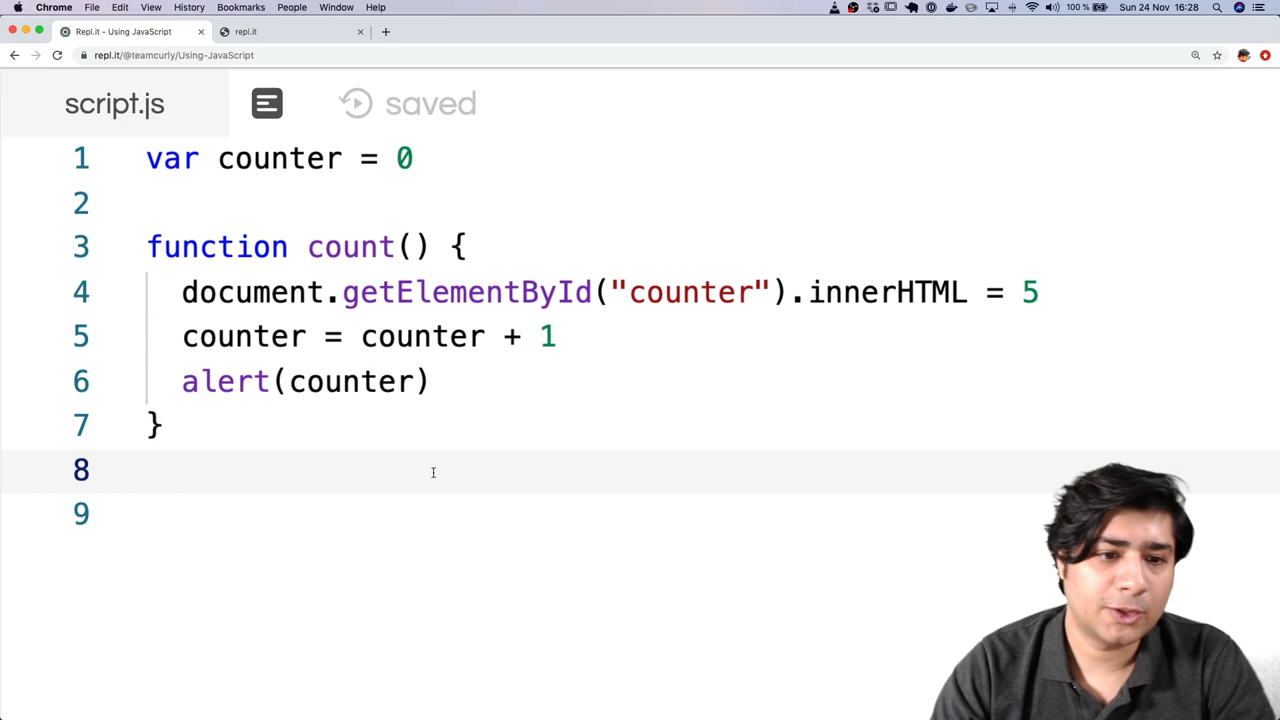 Chrome File Edit View History Bookmarks People Window Help 100 % Sun 24 Nov 16:28
Repl.it - Using JavaScript repl.it
repl.it/@teamcurly/Using-JavaScript
script.js saved
1 var counter = 0
2
3 function count() {
4 document.getElementById("counter").innerHTML = 5
5 counter = counter + 1
6 alert(counter)
7 }
8
9